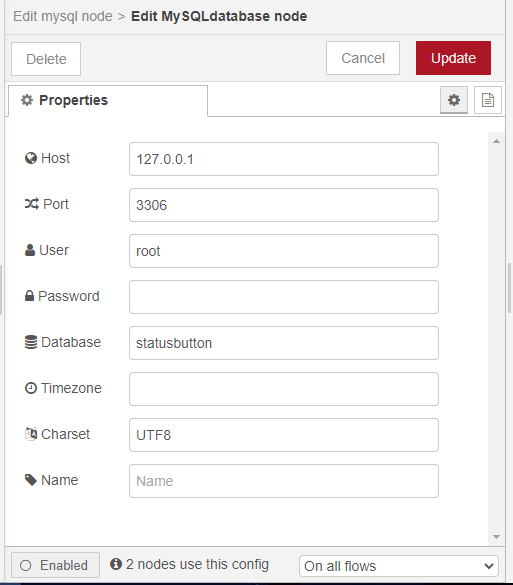 Edit mysql node > Edit MySQLdatabase node
Delete Cancel Update
Properties
Host 127.0.0.1
Port 3306
User root
Password
Database statusbutton
Timezone
Charset UTF8
Name Name
Enabled 2 nodes use this config On all flows